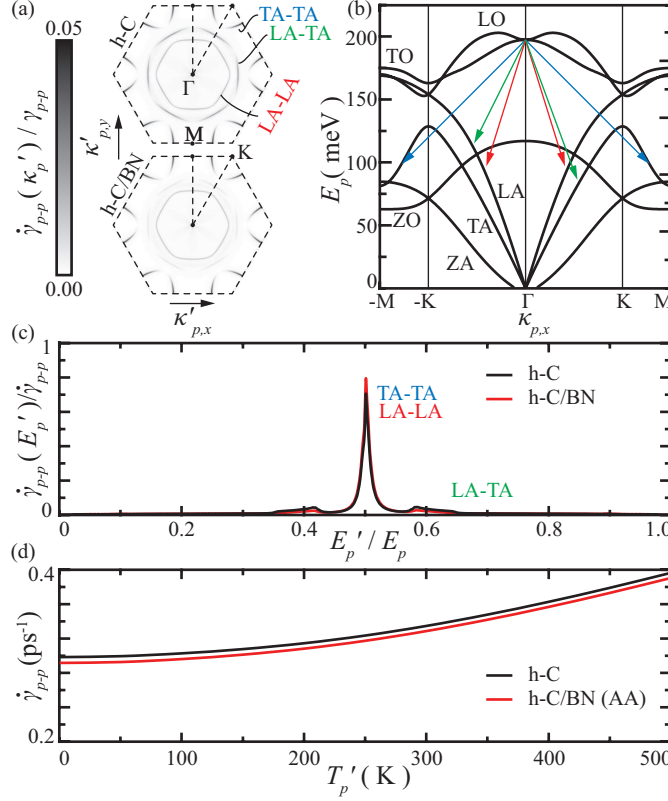 (a)
0.05
0.00
γ̇p-p(κp′)/γ̇p-p
h-C
h-C/BN
κ′p,y
κ′p,x
Γ
M
K
TA-TA
LA-TA
LA-LA
(b)
Ep (meV)
200
150
100
50
0
TO
LO
ZO
LA
TA
ZA
-M
-K
Γ
K
M
κp,x
(c)
γ̇p-p(Ep′)/γ̇p-p
1
0
TA-TA
LA-LA
LA-TA
h-C
h-C/BN
0.0
0.2
0.4
0.6
0.8
1.0
Ep′/Ep
(d)
γ̇p-p(ps-1)
0.4
0.2
h-C
h-C/BN (AA)
0
100
200
300
400
500
Tp′(K)